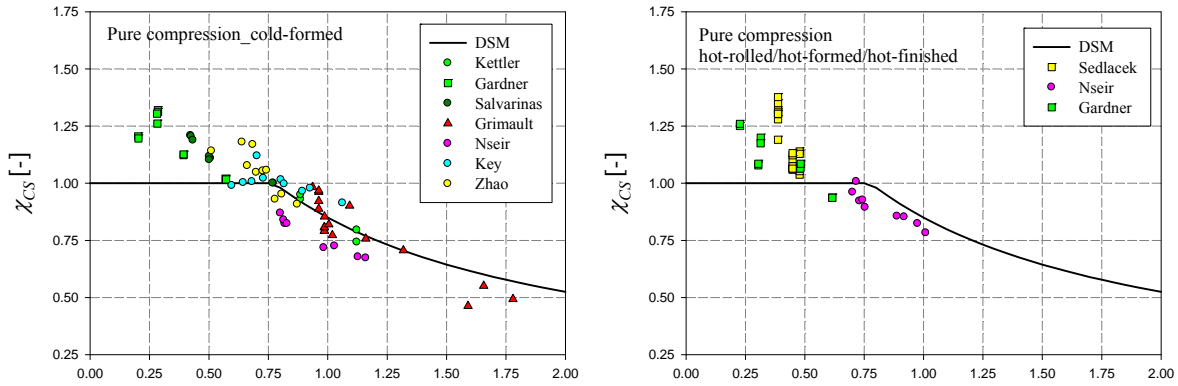 Pure compression_cold-formed
DSM
Kettler
Gardner
Salvarinas
Grimault
Nseir
Key
Zhao
χCS [-]
1.75
1.50
1.25
1.00
0.75
0.50
0.25
0.00 0.25 0.50 0.75 1.00 1.25 1.50 1.75 2.00
Pure compression
hot-rolled/hot-formed/hot-finished
DSM
Sedlacek
Nseir
Gardner
χCS [-]
1.75
1.50
1.25
1.00
0.75
0.50
0.25
0.00 0.25 0.50 0.75 1.00 1.25 1.50 1.75 2.00